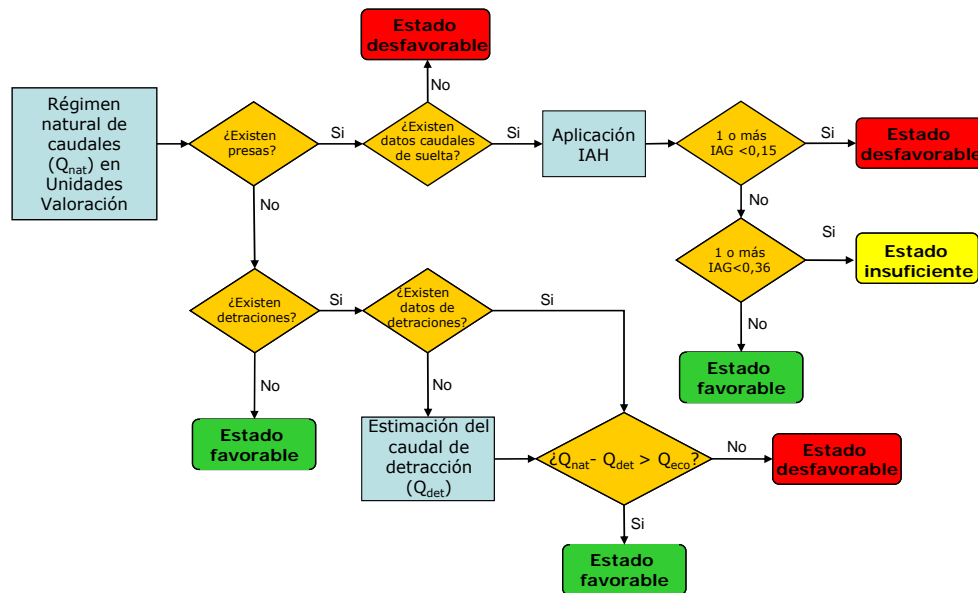 Estado
desfavorable
No
Régimen
natural de
caudales
(Qnat) en
Unidades
Valoración
¿Existen
presas?
Si
¿Existen
datos caudales
de suelta?
Si
Aplicación
IAH
1 o más
IAG <0,15
Si
Estado
desfavorable
No
No
1 o más
IAG<0,36
Si
Estado
insuficiente
No
Estado
favorable
¿Existen
detraciones?
Si
¿Existen
datos de
detraciones?
Si
No
Estado
favorable
No
Estimación del
caudal de
detracción
(Qdet)
¿Qnat- Qdet > Qeco?
No
Estado
desfavorable
Si
Estado
favorable